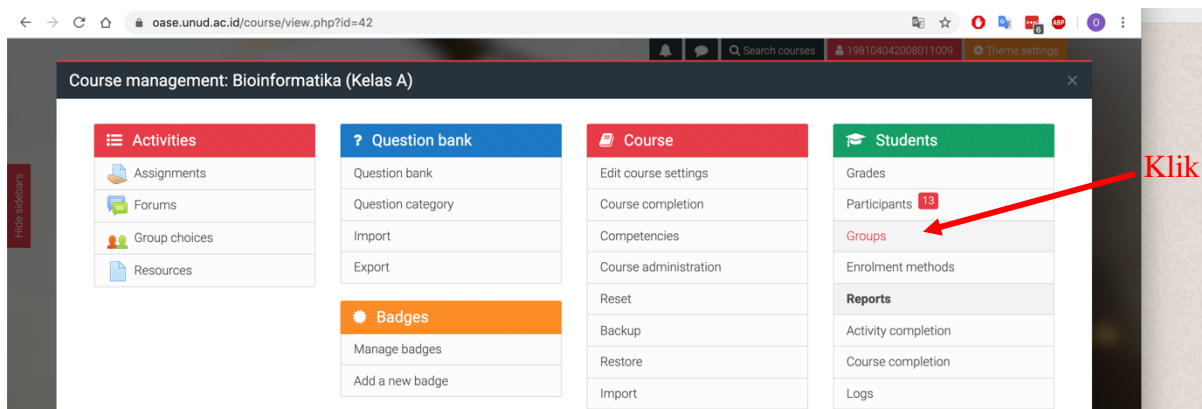 oase.unud.ac.id/course/view.php?id=42
6
ABP
O
Search courses
198104042008011009
Theme settings
Course management: Bioinformatika (Kelas A)
Hide sidebars
Activities
Assignments
Forums
Group choices
Resources
? Question bank
Question bank
Question category
Import
Export
Badges
Manage badges
Add a new badge
Course
Edit course settings
Course completion
Competencies
Course administration
Reset
Backup
Restore
Import
Students
Grades
Participants 13
Groups
Enrolment methods
Reports
Activity completion
Course completion
Logs
Klik